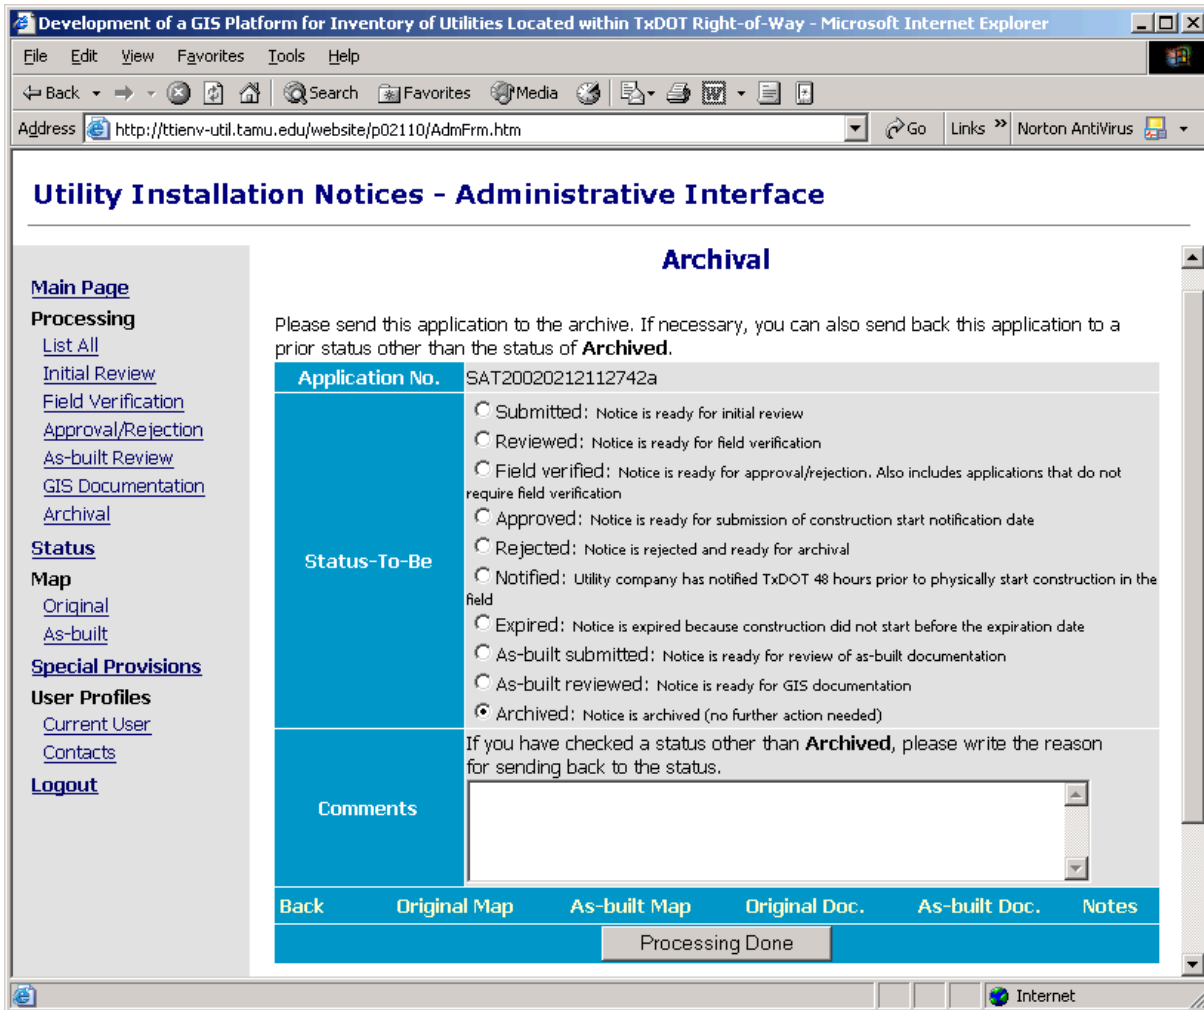 Development of a GIS Platform for Inventory of Utilities Located within TxDOT Right-of-Way - Microsoft Internet Explorer
File Edit View Favorites Tools Help
Back Search Favorites Media
Address http://ttienv-util.tamu.edu/website/p02110/AdmFrm.htm Go Links » Norton AntiVirus
Utility Installation Notices - Administrative Interface
Main Page
Processing
List All
Initial Review
Field Verification
Approval/Rejection
As-built Review
GIS Documentation
Archival
Status
Map
Original
As-built
Special Provisions
User Profiles
Current User
Contacts
Logout
Archival
Please send this application to the archive. If necessary, you can also send back this application to a
prior status other than the status of Archived.
Application No. SAT20020212112742a
Status-To-Be
Submitted: Notice is ready for initial review
Reviewed: Notice is ready for field verification
Field verified: Notice is ready for approval/rejection. Also includes applications that do not
require field verification
Approved: Notice is ready for submission of construction start notification date
Rejected: Notice is rejected and ready for archival
Notified: Utility company has notified TxDOT 48 hours prior to physically start construction in the
field
Expired: Notice is expired because construction did not start before the expiration date
As-built submitted: Notice is ready for review of as-built documentation
As-built reviewed: Notice is ready for GIS documentation
Archived: Notice is archived (no further action needed)
Comments
If you have checked a status other than Archived, please write the reason
for sending back to the status.
Back Original Map As-built Map Original Doc. As-built Doc. Notes
Processing Done
Internet